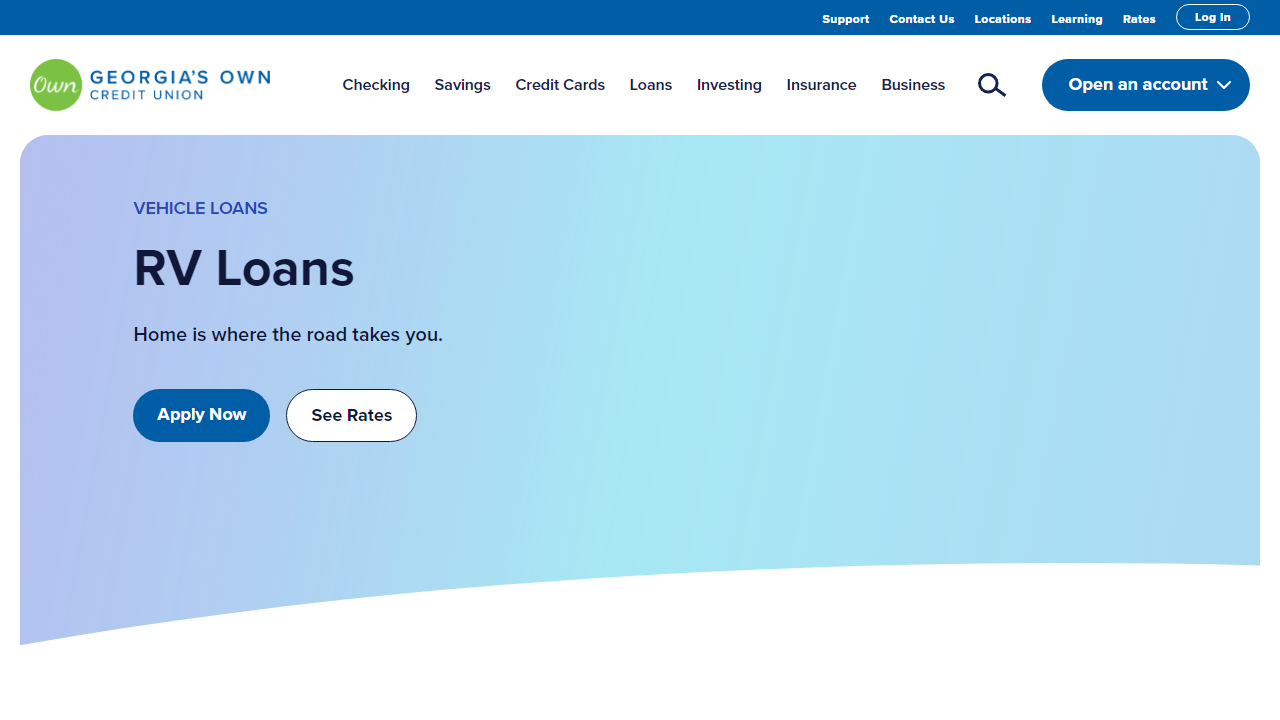 Support Contact Us Locations Learning Rates Log In
Own GEORGIA'S OWN
CREDIT UNION
Checking Savings Credit Cards Loans Investing Insurance Business Open an account
VEHICLE LOANS
RV Loans
Home is where the road takes you.
Apply Now See Rates